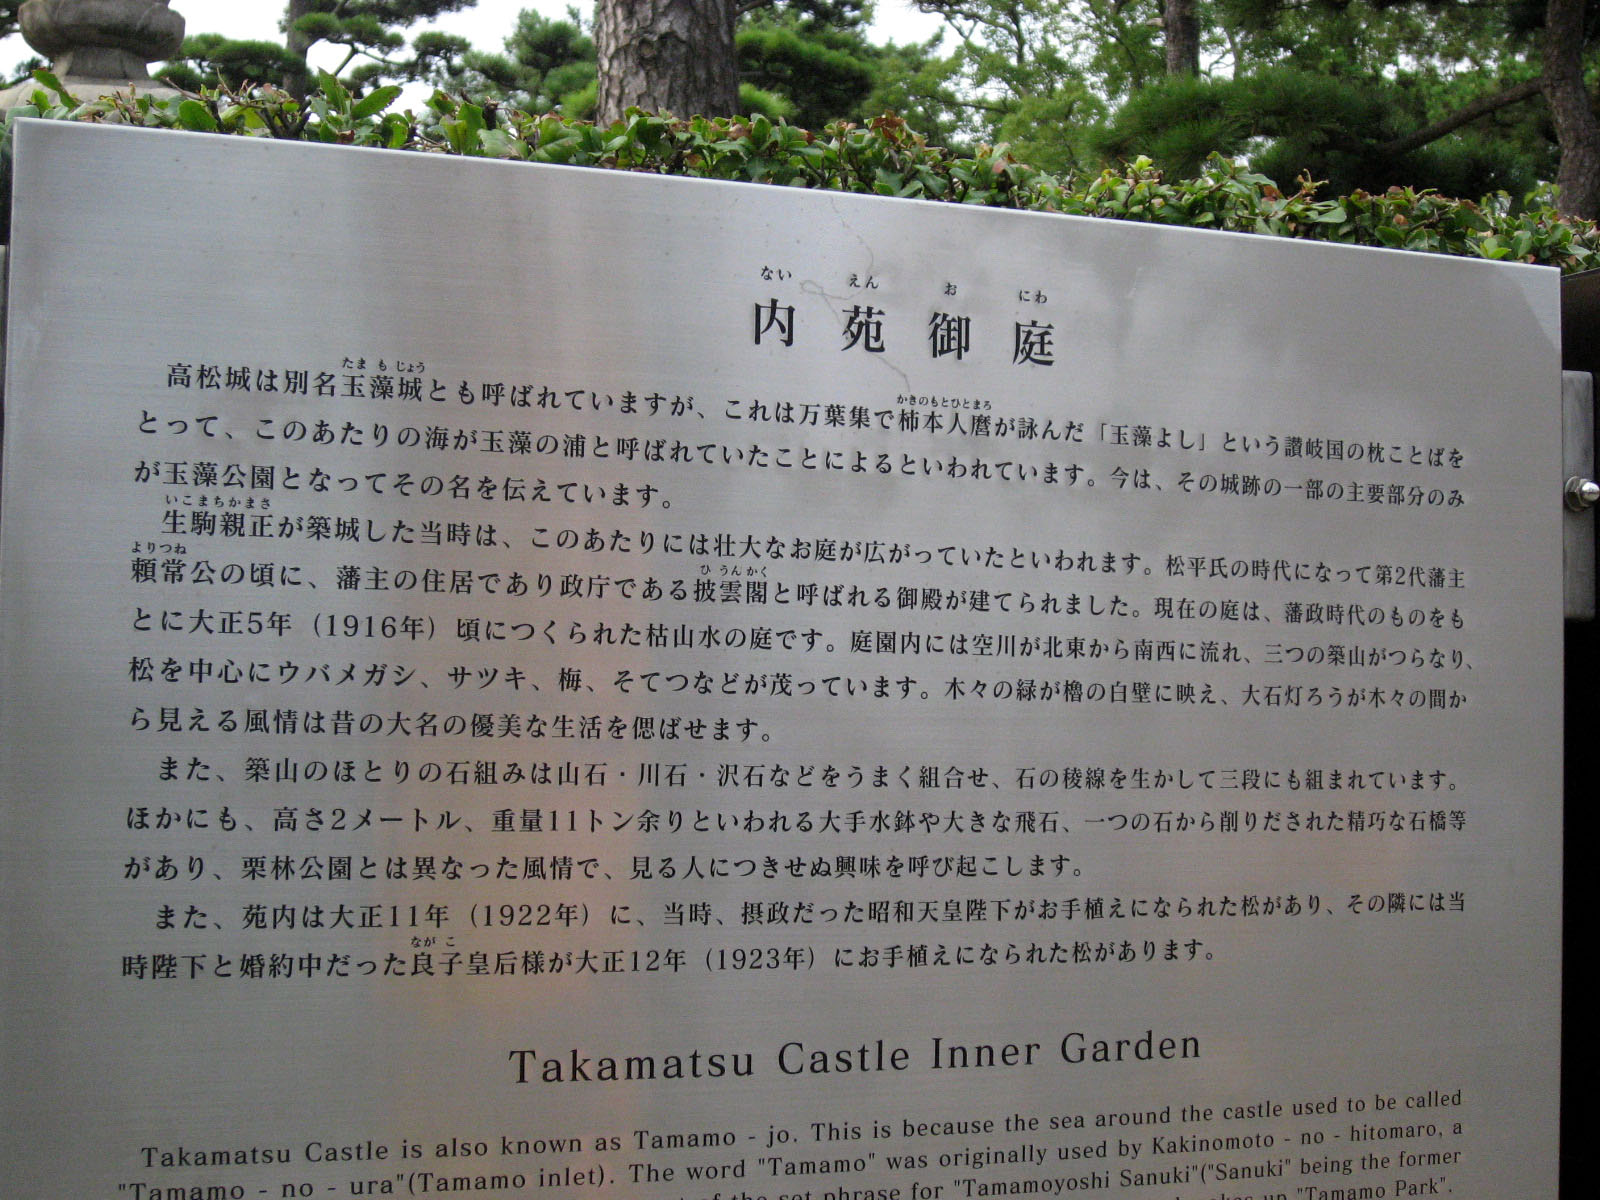 ない えん お にわ
内苑御庭
たま も じょう
高松城は別名玉藻城とも呼ばれていますが、これは万葉集で柿本人麿が詠んだ「玉藻よし」という讃岐国の枕ことばを
かきのもとひとまろ
とって、このあたりの海が玉藻の浦と呼ばれていたことによるといわれています。今は、その城跡の一部の主要部分のみ
が玉藻公園となってその名を伝えています。
いこまちかまさ
生駒親正が築城した当時は、このあたりには壮大なお庭が広がっていたといわれます。松平氏の時代になって第2代藩主
よりつね ひ うんかく
頼常公の頃に、藩主の住居であり政庁である披雲閣と呼ばれる御殿が建てられました。現在の庭は、藩政時代のものをも
とに大正5年（1916年）頃につくられた枯山水の庭です。庭園内には空川が北東から南西に流れ、三つの築山がつらなり、
松を中心にウバメガシ、サツキ、梅、そてつなどが茂っています。木々の緑が櫓の白壁に映え、大石灯ろうが木々の間か
ら見える風情は昔の大名の優美な生活を偲ばせます。
また、築山のほとりの石組みは山石・川石・沢石などをうまく組合せ、石の稜線を生かして三段にも組まれています。
ほかにも、高さ2メートル、重量11トン余りといわれる大手水鉢や大きな飛石、一つの石から削りだされた精巧な石橋等
があり、栗林公園とは異なった風情で、見る人につきせぬ興味を呼び起こします。
また、苑内は大正11年（1922年）に、当時、摂政だった昭和天皇陛下がお手植えになられた松があり、その隣には当
なが こ
時陛下と婚約中だった良子皇后様が大正12年（1923年）にお手植えになられた松があります。
Takamatsu Castle Inner Garden
Takamatsu Castle is also known as Tamamo - jo. This is because the sea around the castle used to be called
"Tamamo - no - ura"(Tamamo inlet). The word "Tamamo" was originally used by Kakinomoto - no - hitomaro, a
of the set phrase for "Tamamoyoshi Sanuki"("Sanuki" being the former
up "Tamamo Park".